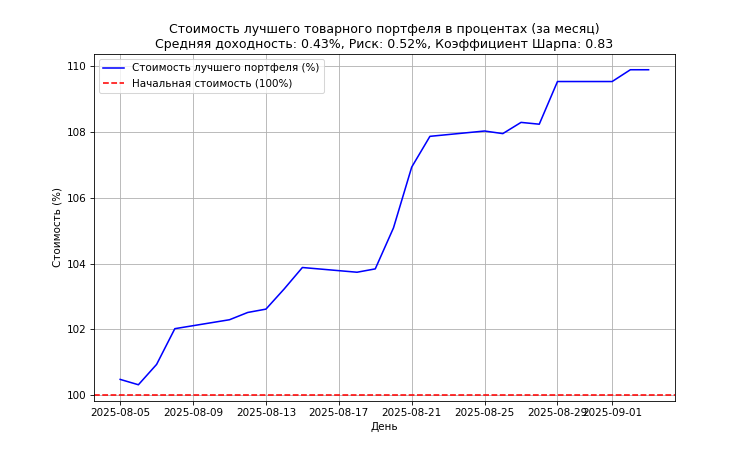 Стоимость лучшего товарного портфеля в процентах (за месяц)
Средняя доходность: 0.43%, Риск: 0.52%, Коэффициент Шарпа: 0.83
Стоимость лучшего портфеля (%)
Начальная стоимость (100%)
Стоимость (%)
110
108
106
104
102
100
2025-08-05 2025-08-09 2025-08-13 2025-08-17 2025-08-21 2025-08-25 2025-08-29 2025-09-01
День